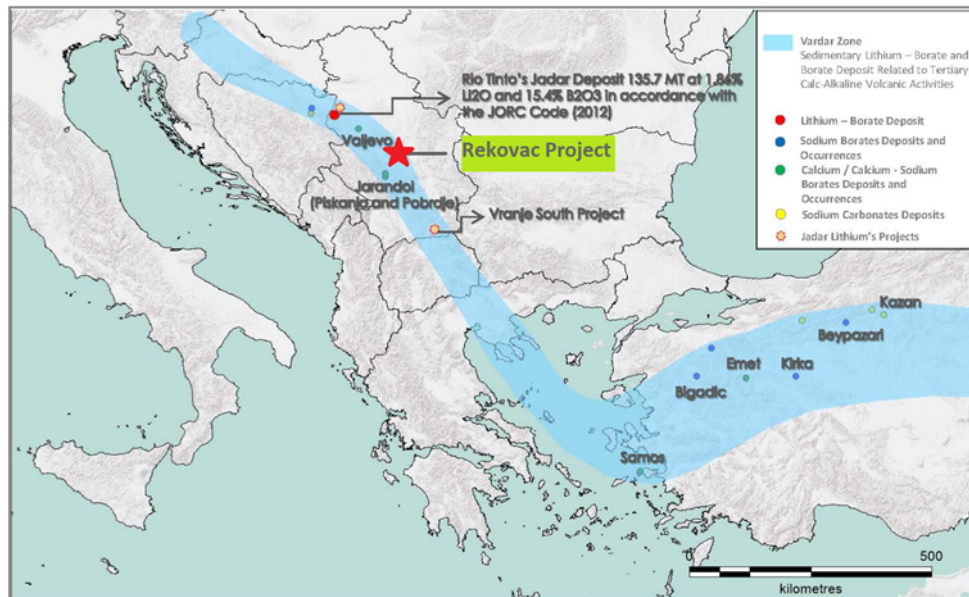 Vardar Zone
Sedimentary Lithium – Borate and
Borate Deposit Related to Tertiary
Calc-Alkaline Volcanic Activities
Lithium – Borate Deposit
Sodium Borates Deposits and
Occurrences
Calcium / Calcium - Sodium
Borates Deposits and
Occurrences
Sodium Carbonates Deposits
Jadar Lithium's Projects
Rio Tinto's Jadar Deposit 135.7 MT at 1.86%
Li2O and 15.4% B2O3 in accordance with
the JORC Code (2012)
Valjevo
Rekovac Project
Jarandol
(Piskanja and Pobrdje)
Vranje South Project
Kazan
Beypazari
Emet
Kirka
Bigadic
Samos
0
500
kilometres